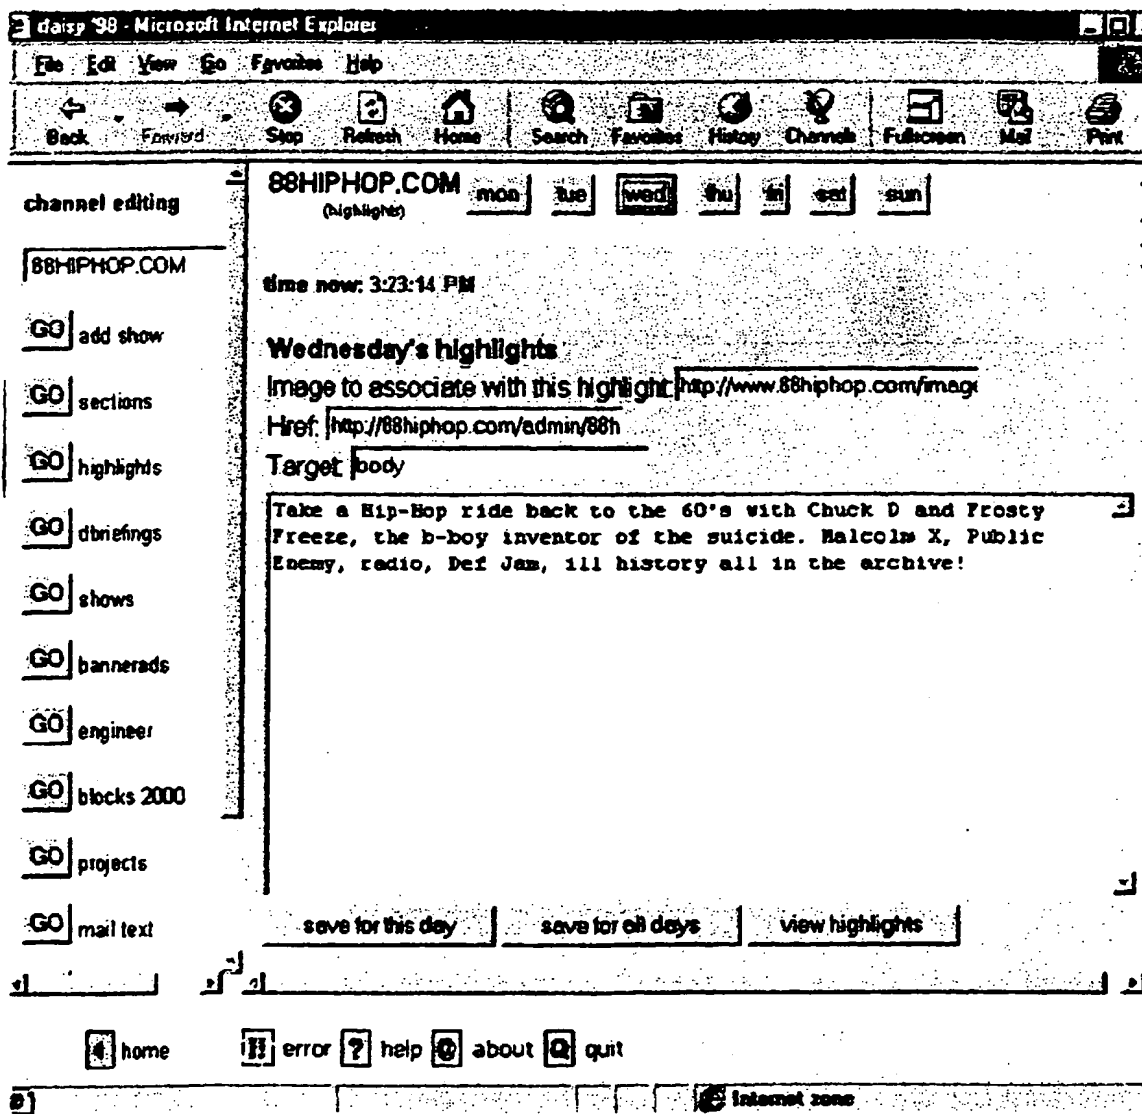 daisy '98 - Microsoft Internet Explorer
File Edit View Go Favorites Help
Back Forward Stop Refresh Home Search Favorites History Channels Fullscreen Mail Print
channel editing
88HIPHOP.COM
GO add show
GO sections
GO highlights
GO dbriefings
GO shows
GO bannerads
GO engineer
GO blocks 2000
GO projects
GO mail text
88HIPHOP.COM mon tue wed thu fri sat sun
(highlights)
time now: 3:23:14 PM
Wednesday's highlights
Image to associate with this highlight: http://www.88hiphop.com/image
Href: http://88hiphop.com/admin/88h
Target: body
Take a Hip-Hop ride back to the 60's with Chuck D and Frosty
Freeze, the b-boy inventor of the suicide. Malcolm X, Public
Enemy, radio, Def Jam, ill history all in the archive!
save for this day save for all days view highlights
home !! error ? help about Q quit
Internet zone